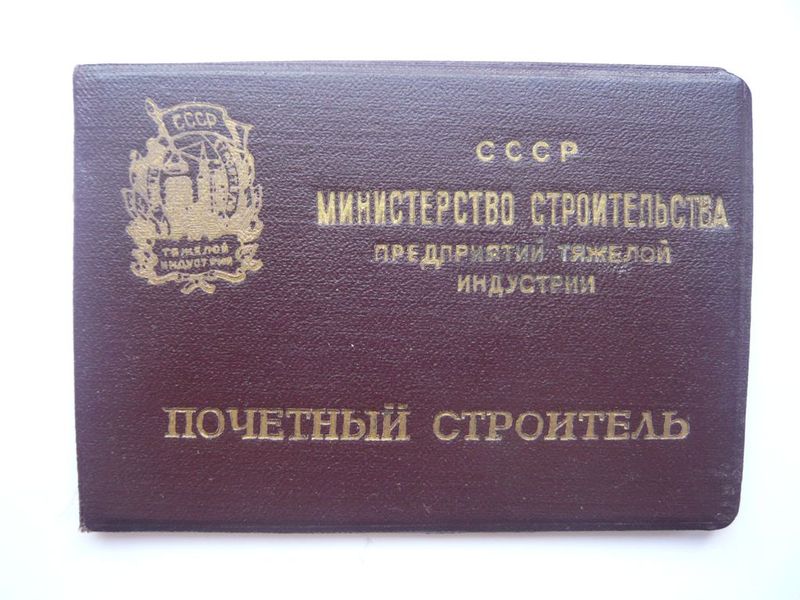 СССР
ТЯЖЕЛОЙ
ИНДУСТРИИ
СССР
МИНИСТЕРСТВО СТРОИТЕЛЬСТВА
ПРЕДПРИЯТИЙ ТЯЖЕЛОЙ
ИНДУСТРИИ
ПОЧЕТНЫЙ СТРОИТЕЛЬ